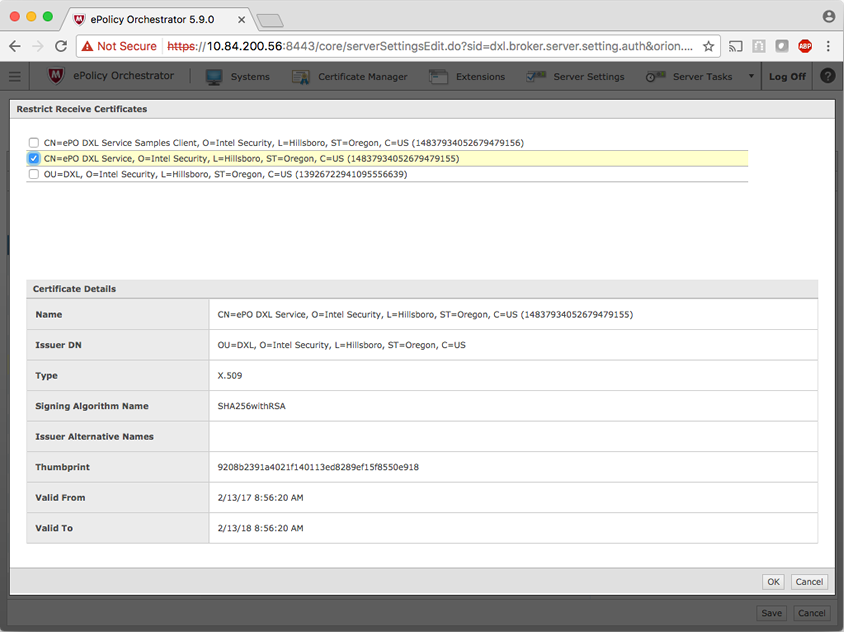 ePolicy Orchestrator 5.9.0
Not Secure https://10.84.200.56:8443/core/serverSettingsEdit.do?sid=dxl.broker.server.setting.auth&orion.... ABP
ePolicy Orchestrator Systems Certificate Manager Extensions Server Settings Server Tasks Log Off ?
Restrict Receive Certificates
CN=ePO DXL Service Samples Client, O=Intel Security, L=Hillsboro, ST=Oregon, C=US (14837934052679479156)
CN=ePO DXL Service, O=Intel Security, L=Hillsboro, ST=Oregon, C=US (14837934052679479155)
OU=DXL, O=Intel Security, L=Hillsboro, ST=Oregon, C=US (13926722941095556639)
Certificate Details
Name CN=ePO DXL Service, O=Intel Security, L=Hillsboro, ST=Oregon, C=US (14837934052679479155)
Issuer DN OU=DXL, O=Intel Security, L=Hillsboro, ST=Oregon, C=US
Type X.509
Signing Algorithm Name SHA256withRSA
Issuer Alternative Names
Thumbprint 9208b2391a4021f140113ed8289ef15f8550e918
Valid From 2/13/17 8:56:20 AM
Valid To 2/13/18 8:56:20 AM
OK Cancel
Save Cancel